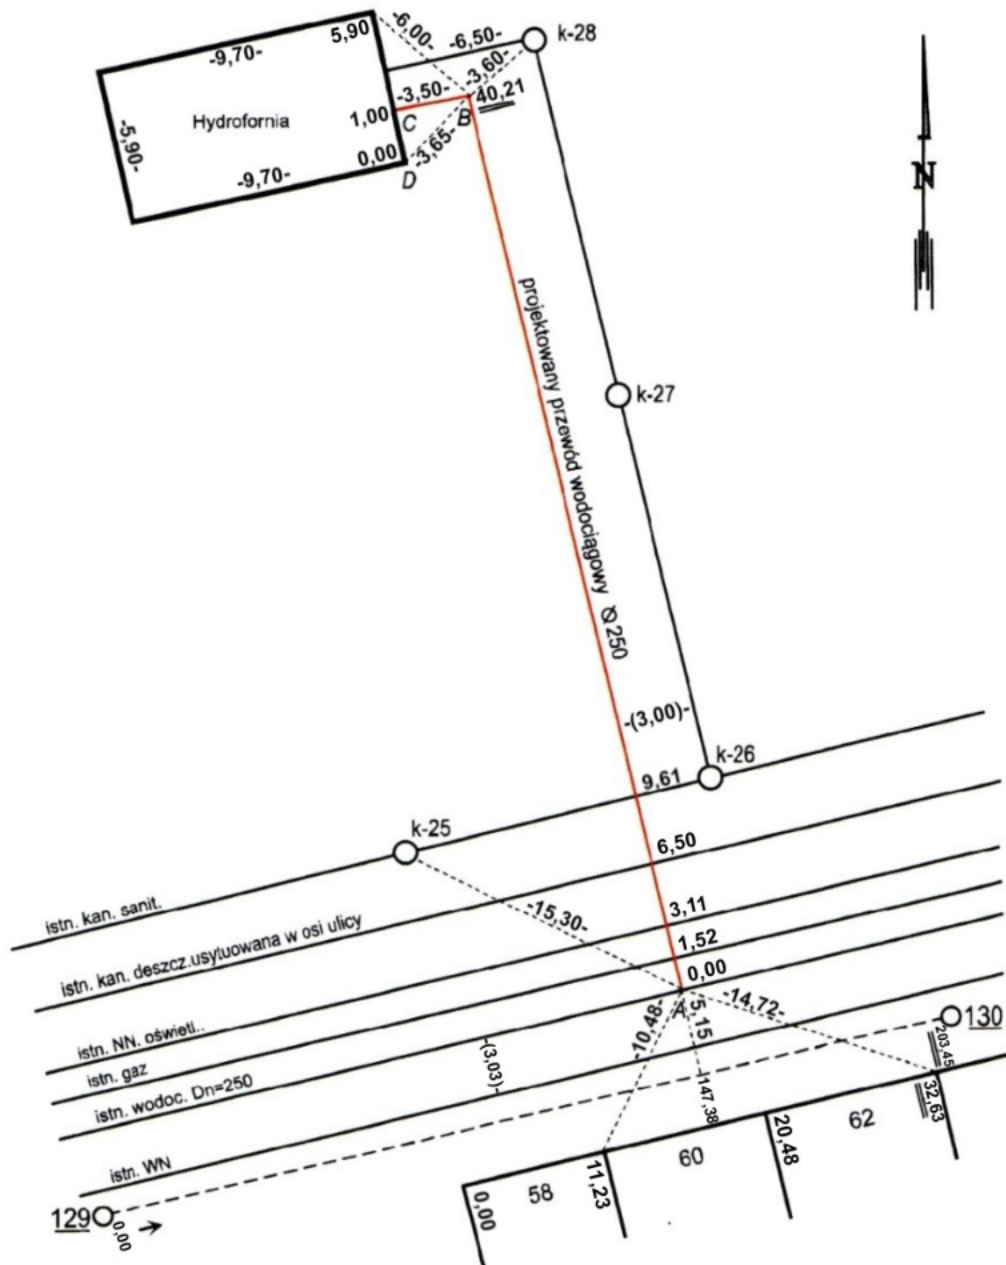 5,90
-6,00-
-6,50-
k-28
-9,70-
-3,60-
-3,50-
40,21
Hydrofornia
1,00
C
B
-5,90-
0,00
-3,65-
D
-9,70-
N
projektowany przewód wodociągowy Ø 250
k-27
-(3,00)-
k-26
9,61
k-25
6,50
istn. kan. sanit.
-15,30-
3,11
istn. kan. deszcz.usytuowana w osi ulicy
1,52
0,00
A
-14,72-
5,15
-10,48-
130
istn. NN. oświetl..
203,45
istn. gaz
-(3,03)-
istn. wodoc. Dn=250
147,38
32,63
62
20,48
istn. WN
60
11,23
58
0,00
129
0,00